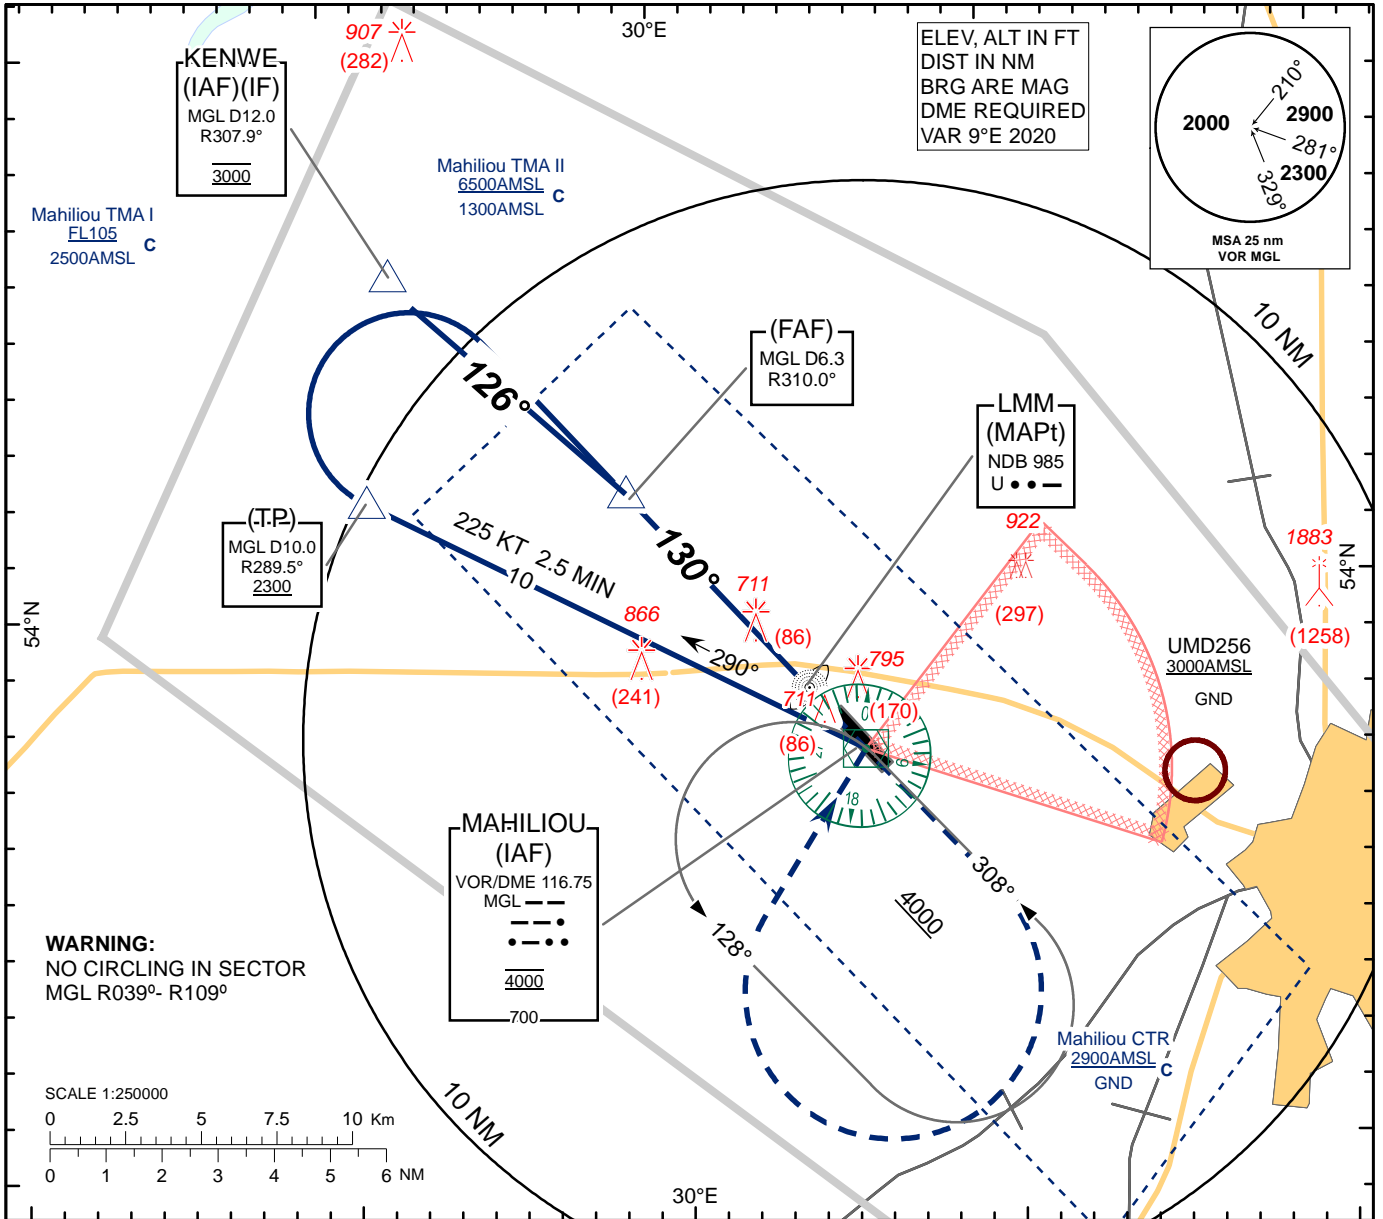 907
(282)
30°E
KENWE
(IAF)(IF)
MGL D12.0
R307.9°
3000
ELEV, ALT IN FT
DIST IN NM
BRG ARE MAG
DME REQUIRED
VAR 9°E 2020
210°
2000
2900
281°
2300
329°
MSA 25 nm
VOR MGL
Mahiliou TMA II
6500AMSL
C
1300AMSL
Mahiliou TMA I
FL105
C
2500AMSL
10 NM
(FAF)
MGL D6.3
R310.0°
126°
LMM
(MAPt)
NDB 985
U
(TP)
MGL D10.0
R289.5°
2300
225 KT 2.5 MIN
10
130°
922
(297)
1883
(1258)
54°N
54°N
711
(86)
866
(241)
290°
795
(170)
711
(86)
0
9
18
27
UMD256
3000AMSL
GND
MAHILIOU
(IAF)
VOR/DME 116.75
MGL
4000
700
308°
4000
128°
WARNING:
NO CIRCLING IN SECTOR
MGL R039º- R109º
Mahiliou CTR
2900AMSL
C
GND
SCALE 1:250000
0 2.5 5 7.5 10 Km
0 1 2 3 4 5 6 NM
10 NM
30°E